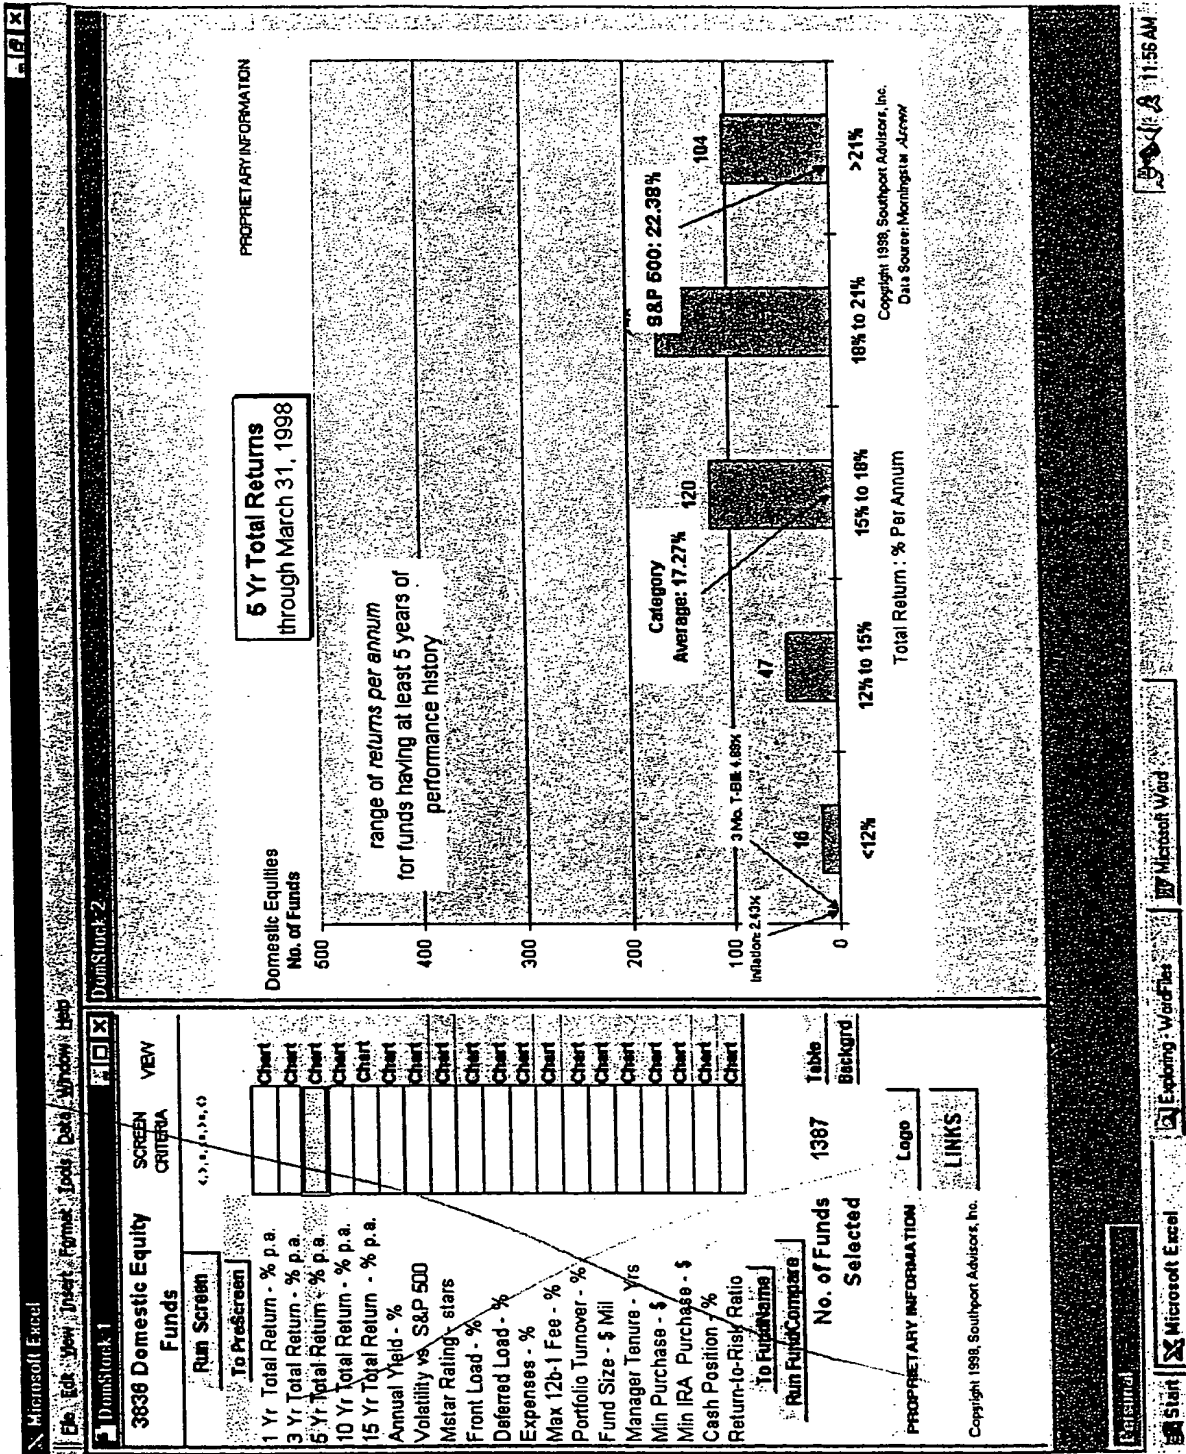 Microsoft Excel
File Edit View Insert Format Tools Data Window Help
DomStock 1
3838 Domestic Equity
Funds
SCREEN
CRITERIA
VIEW
Run Screen
To PreScreen
1 Yr Total Return - % p.a. Chart
3 Yr Total Return - % p.a. Chart
5 Yr Total Return - % p.a. Chart
10 Yr Total Return - % p.a. Chart
15 Yr Total Return - % p.a. Chart
Annual Yield - % Chart
Volatility vs S&P 500 Chart
Mstar Rating - stars Chart
Front Load - % Chart
Deferred Load - % Chart
Expenses - % Chart
Max 12b-1 Fee - % Chart
Portfolio Turnover - % Chart
Fund Size - $ Mil Chart
Manager Tenure - Yrs Chart
Min Purchase - $ Chart
Min IRA Purchase - $ Chart
Cash Position - % Chart
Return-to-Risk Ratio Chart
To FundName
Run FundCompare
No. of Funds
Selected
1387
Table
Backgrd
PROPRIETARY INFORMATION
Logo
Copyright 1998, Southport Advisors, Inc.
LINKS
DomStock 2
Domestic Equities
No. of Funds
5 Yr Total Returns
through March 31, 1998
PROPRIETARY INFORMATION
500
400
300
200
100
0
range of returns per annum
for funds having at least 5 years of
performance history
Category
Average: 17.27%
S&P 500: 22.38%
Inflation: 2.43%
16
47
120
104
<12%
12% to 15%
15% to 18%
18% to 21%
>21%
Total Return: % Per Annum
Copyright 1998, Southport Advisors, Inc.
Data Source: Morningstar
Start
Microsoft Excel
Exploring - WordFiles
Microsoft Word
11:56 AM